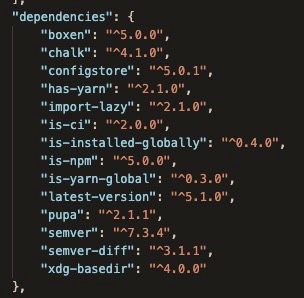 ],
"dependencies": {
"boxen": "^5.0.0",
"chalk": "^4.1.0",
"configstore": "^5.0.1",
"has-yarn": "^2.1.0",
"import-lazy": "^2.1.0",
"is-ci": "^2.0.0",
"is-installed-globally": "^0.4.0",
"is-npm": "^5.0.0",
"is-yarn-global": "^0.3.0",
"latest-version": "^5.1.0",
"pupa": "^2.1.1",
"semver": "^7.3.4",
"semver-diff": "^3.1.1",
"xdg-basedir": "^4.0.0"
},